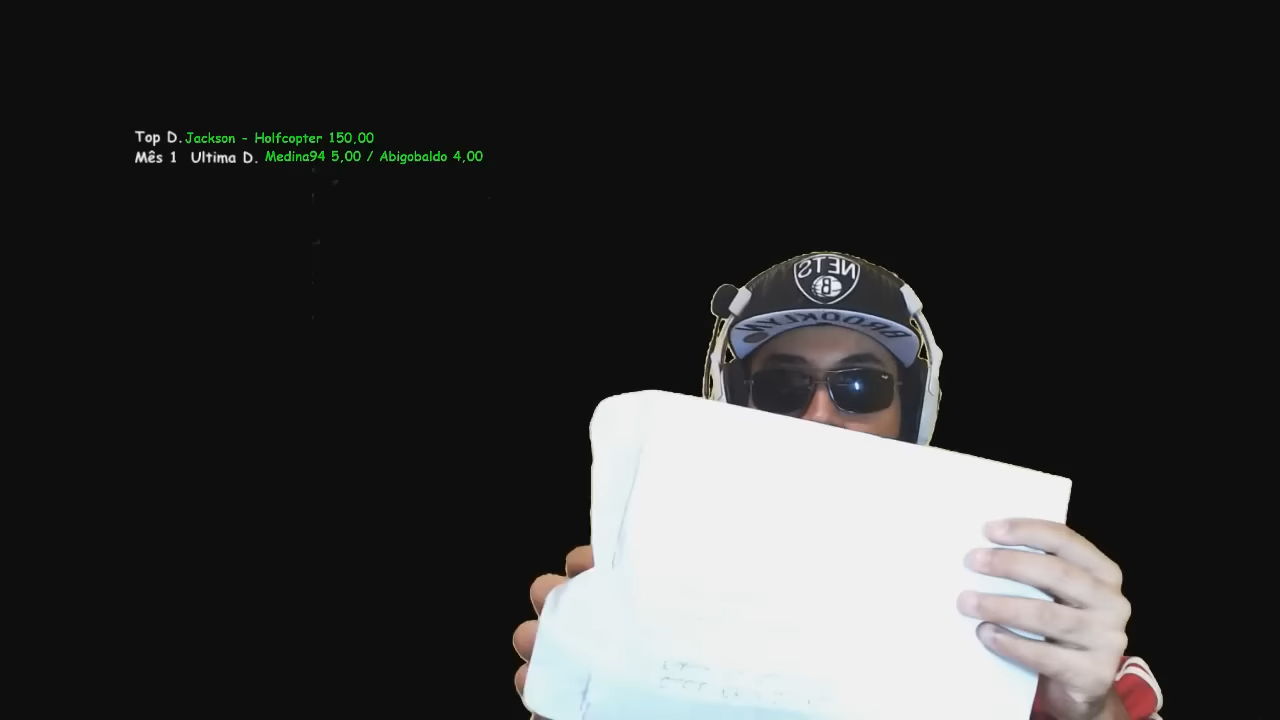 Top D. Jackson - Holfcopter 150,00
Mês 1 Ultima D. Medina94 5,00 / Abigobaldo 4,00
NETS
B
BROOKLYN